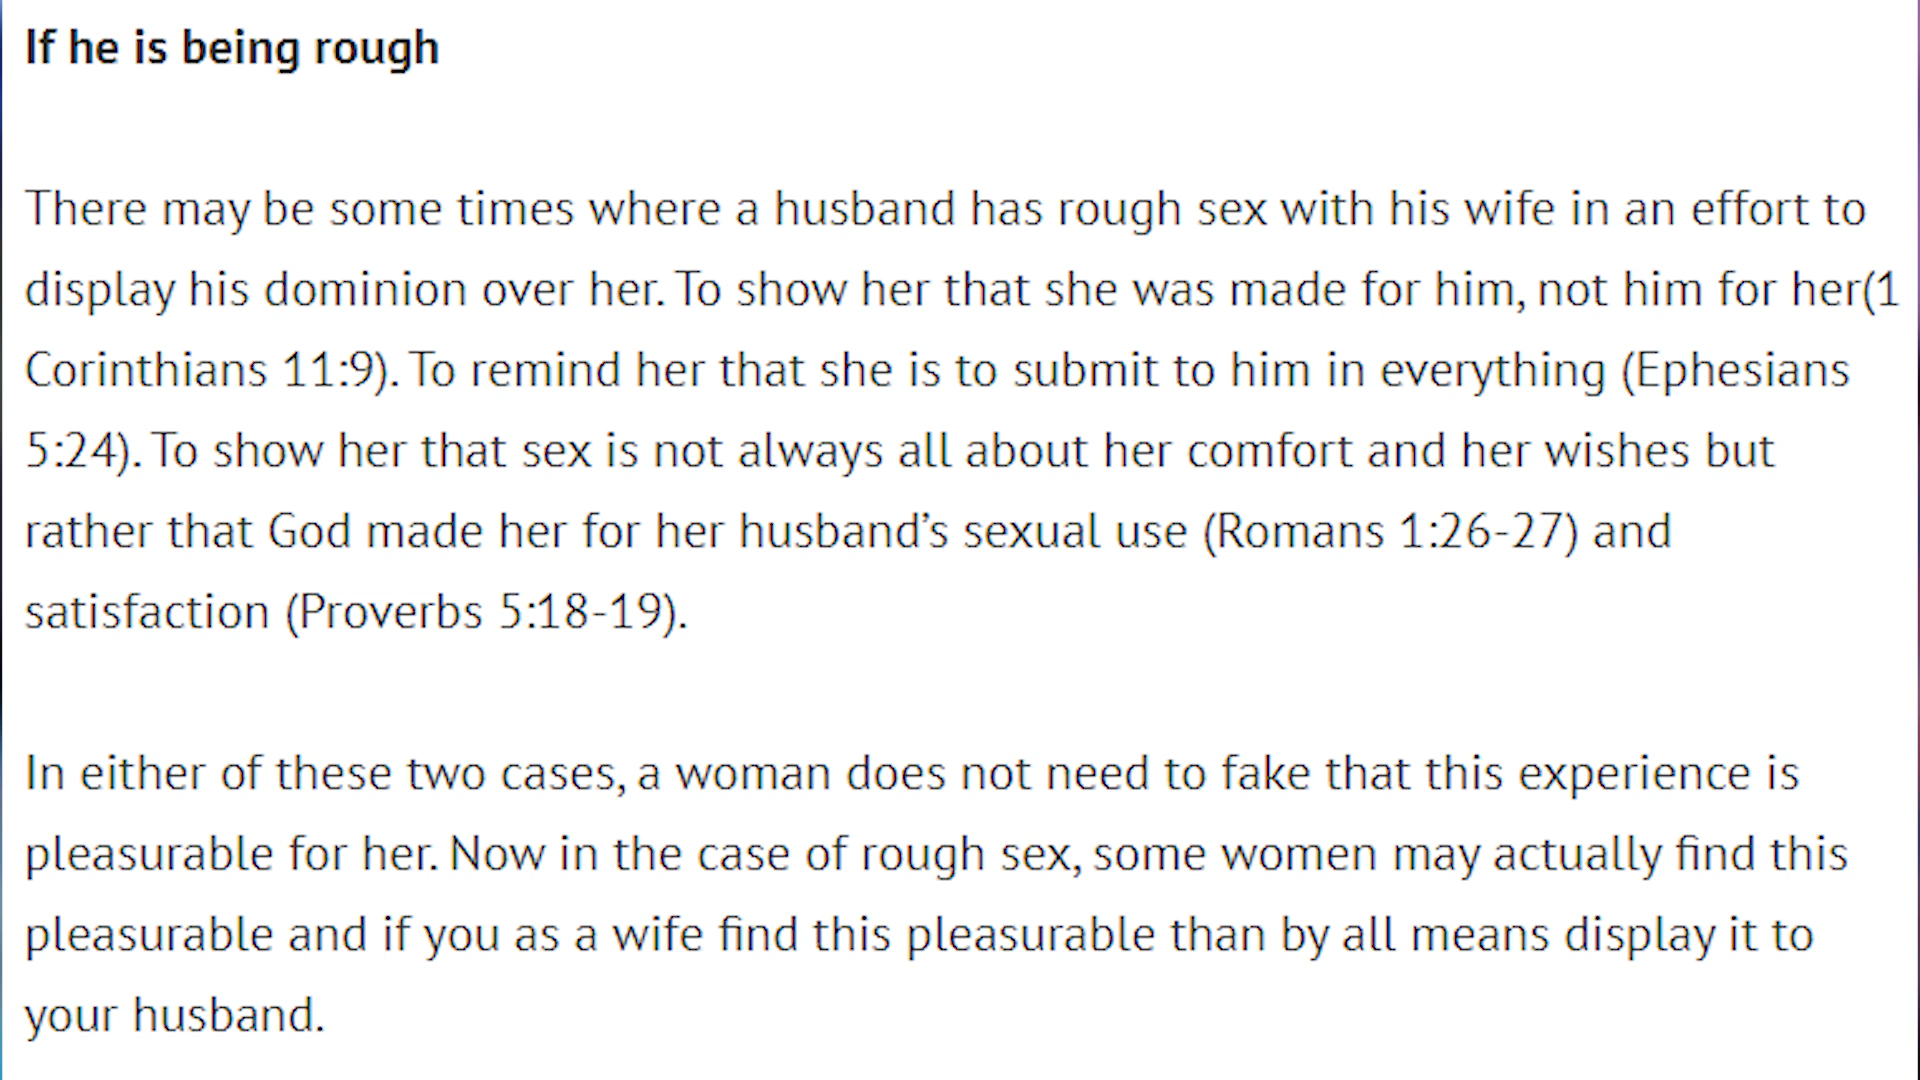 If he is being rough
There may be some times where a husband has rough sex with his wife in an effort to
display his dominion over her. To show her that she was made for him, not him for her(1
Corinthians 11:9). To remind her that she is to submit to him in everything (Ephesians
5:24). To show her that sex is not always all about her comfort and her wishes but
rather that God made her for her husband’s sexual use (Romans 1:26-27) and
satisfaction (Proverbs 5:18-19).
In either of these two cases, a woman does not need to fake that this experience is
pleasurable for her. Now in the case of rough sex, some women may actually find this
pleasurable and if you as a wife find this pleasurable than by all means display it to
your husband.